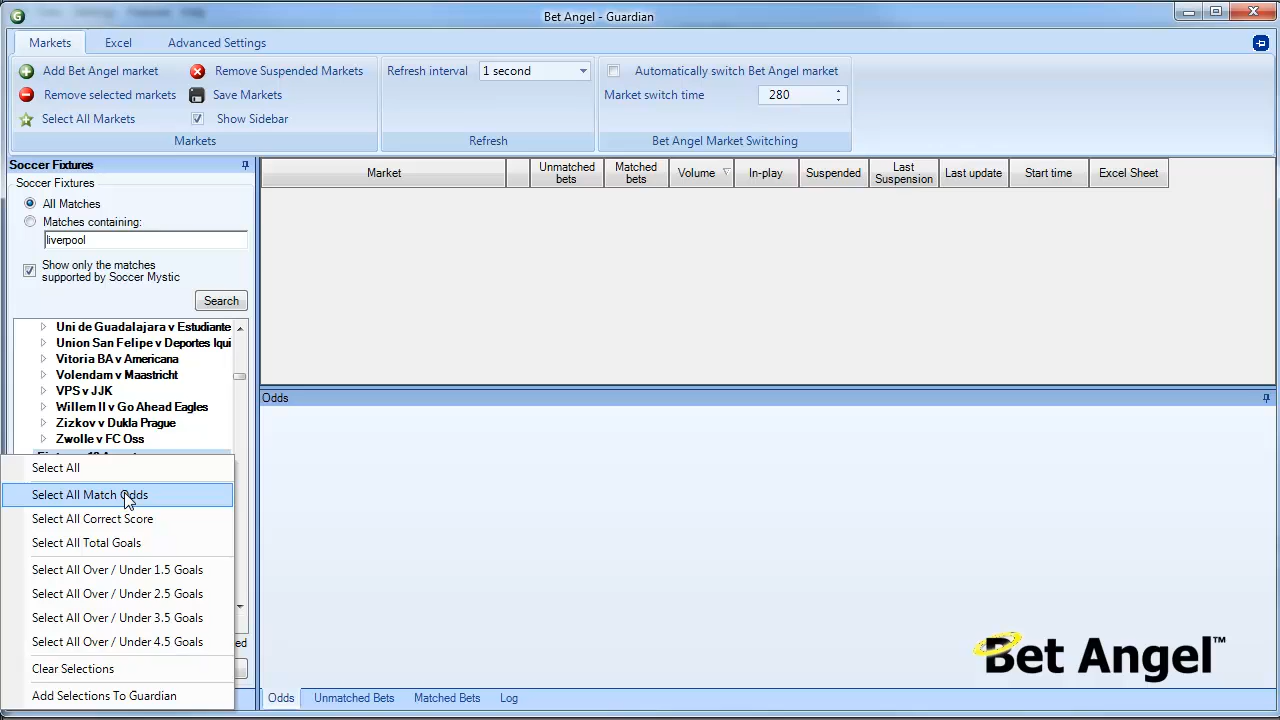 Bet Angel - Guardian
Markets Excel Advanced Settings
Add Bet Angel market
Remove selected markets
Select All Markets
Remove Suspended Markets
Save Markets
Show Sidebar
Markets
Refresh interval 1 second
Refresh
Automatically switch Bet Angel market
Market switch time 280
Bet Angel Market Switching
Soccer Fixtures
Soccer Fixtures
All Matches
Matches containing:
liverpool
Show only the matches
supported by Soccer Mystic
Search
Uni de Guadalajara v Estudiante
Union San Felipe v Deportes Iqui
Vitoria BA v Americana
Volendam v Maastricht
VPS v JJK
Willem II v Go Ahead Eagles
Zizkov v Dukla Prague
Zwolle v FC Oss
Select All
Select All Match Odds
Select All Correct Score
Select All Total Goals
Select All Over / Under 1.5 Goals
Select All Over / Under 2.5 Goals
Select All Over / Under 3.5 Goals
Select All Over / Under 4.5 Goals
Clear Selections
Add Selections To Guardian
Market
Unmatched bets
Matched bets
Volume
In-play
Suspended
Last Suspension
Last update
Start time
Excel Sheet
Odds
Bet Angel™
Odds Unmatched Bets Matched Bets Log